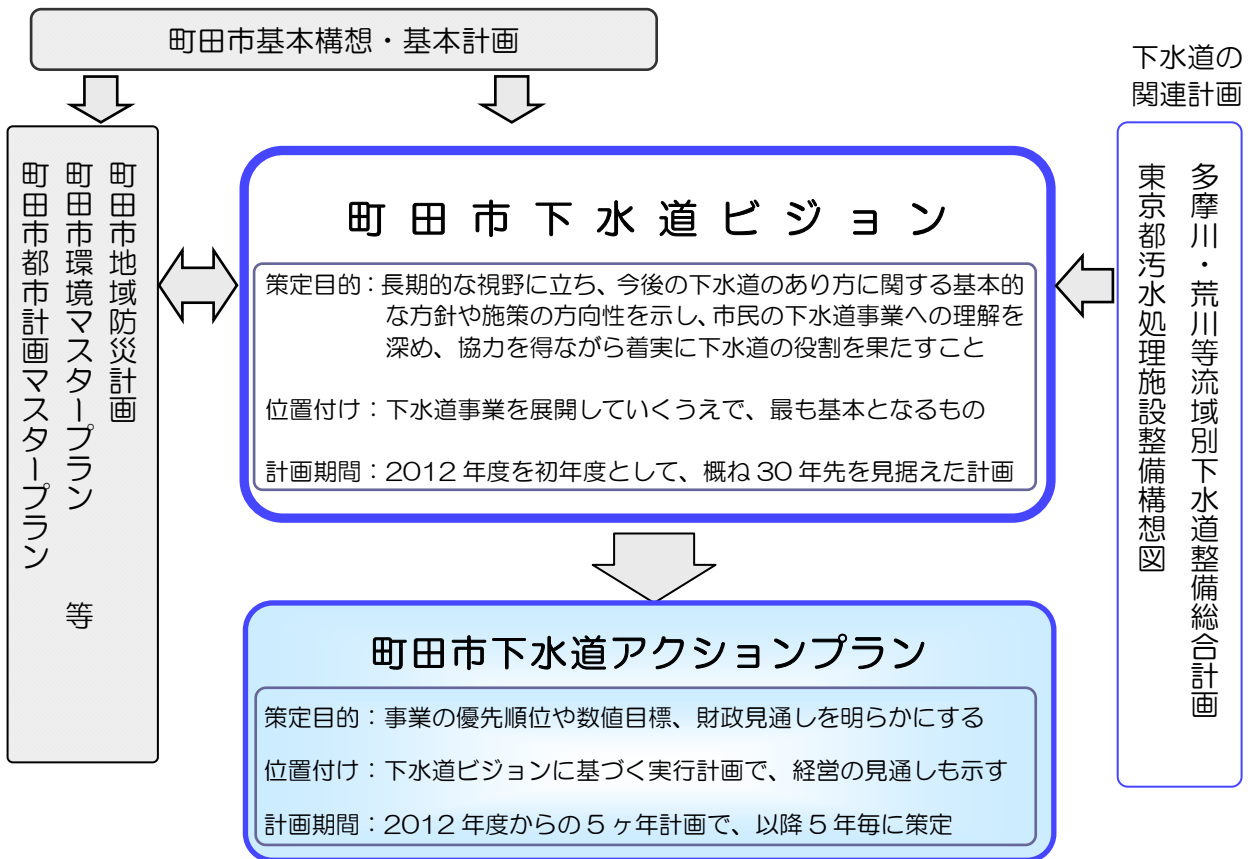 町田市基本構想・基本計画
下水道の
関連計画
町田市地域防災計画
町田市環境マスタープラン 等
町田市都市計画マスタープラン
町田市下水道ビジョン
策定目的：長期的な視野に立ち、今後の下水道のあり方に関する基本的
な方針や施策の方向性を示し、市民の下水道事業への理解を
深め、協力を得ながら着実に下水道の役割を果たすこと
位置付け：下水道事業を展開していくうえで、最も基本となるもの
計画期間：2012年度を初年度として、概ね30年先を見据えた計画
多摩川・荒川等流域別下水道整備総合計画
東京都汚水処理施設整備構想図
町田市下水道アクションプラン
策定目的：事業の優先順位や数値目標、財政見通しを明らかにする
位置付け：下水道ビジョンに基づく実行計画で、経営の見通しも示す
計画期間：2012年度からの5ヶ年計画で、以降5年毎に策定